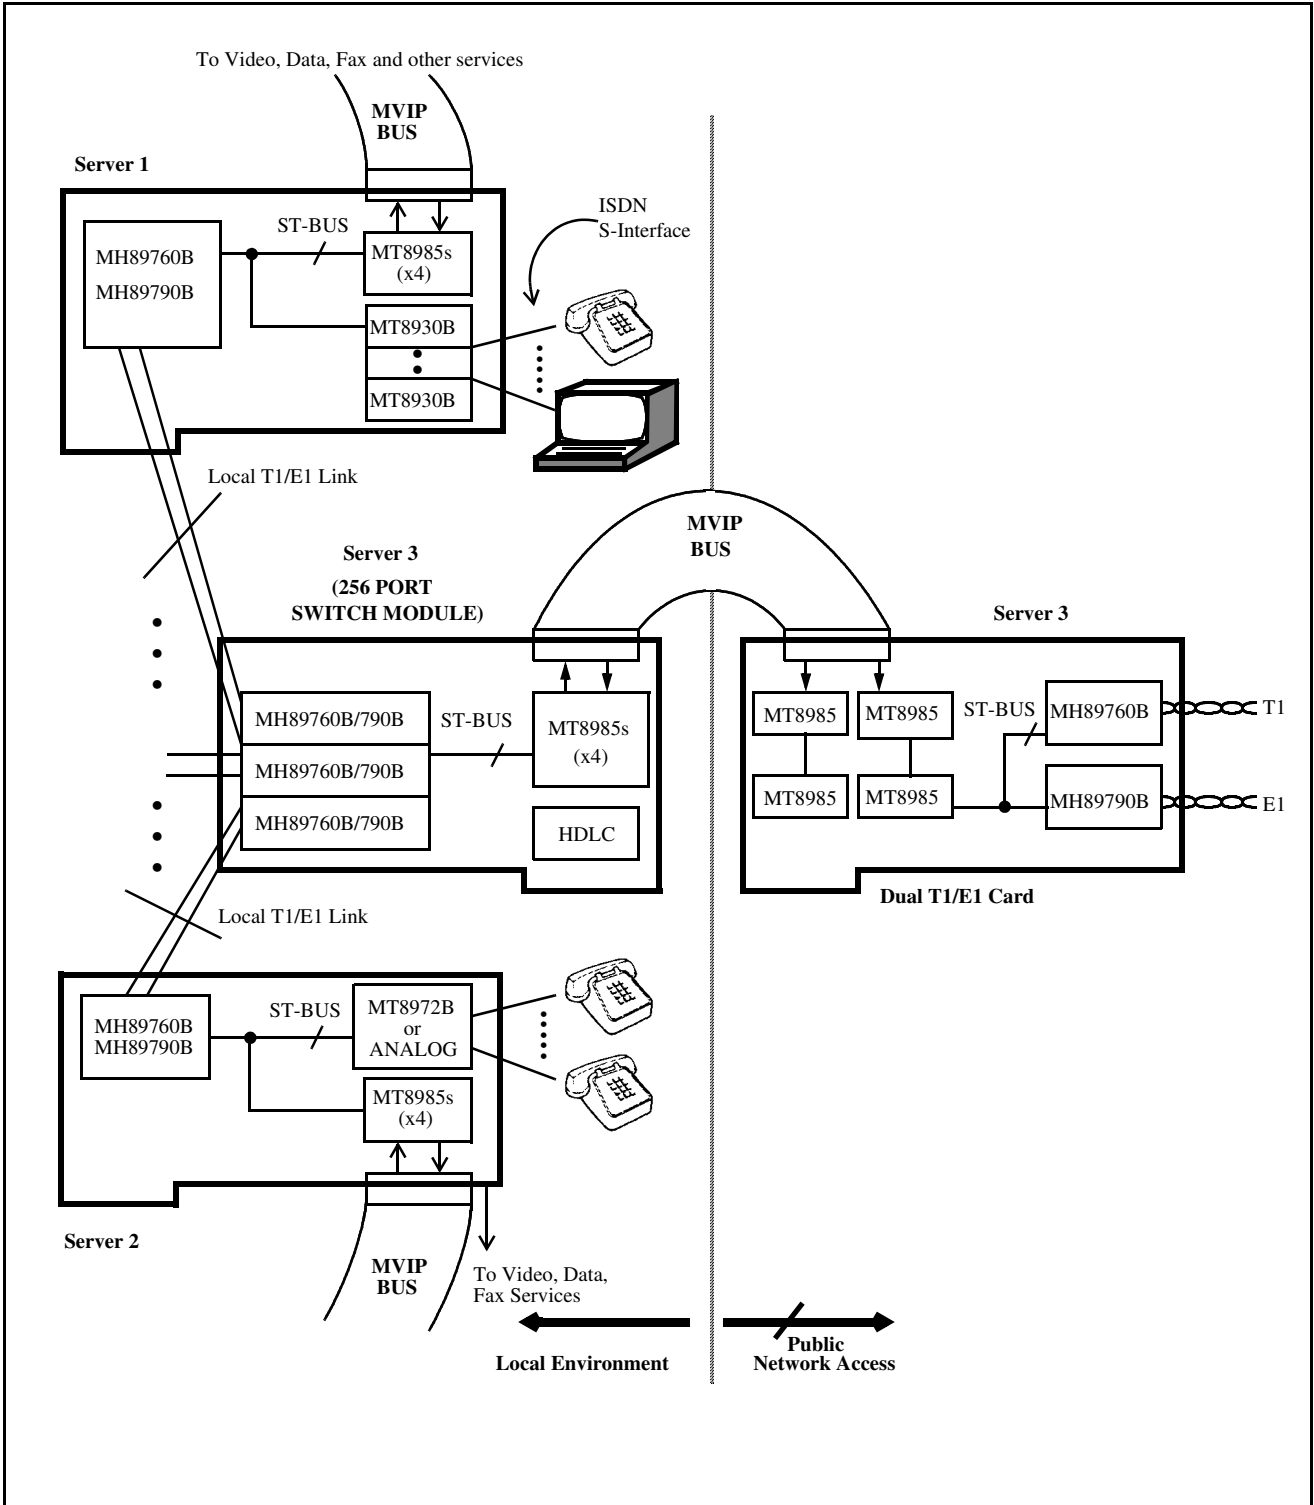 To Video, Data, Fax and other services
MVIP
BUS
Server 1
ISDN
S-Interface
ST-BUS
MH89760B
MH89790B
MT8985s
(x4)
MT8930B
MT8930B
Local T1/E1 Link
MVIP
BUS
Server 3
(256 PORT
SWITCH MODULE)
Server 3
MH89760B/790B
MH89760B/790B
MH89760B/790B
ST-BUS
MT8985s
(x4)
HDLC
MT8985
MT8985
MT8985
MT8985
ST-BUS
MH89760B
T1
MH89790B
E1
Dual T1/E1 Card
Local T1/E1 Link
MH89760B
MH89790B
ST-BUS
MT8972B
or
ANALOG
MT8985s
(x4)
Server 2
MVIP
BUS
To Video, Data,
Fax Services
Local Environment
Public
Network Access